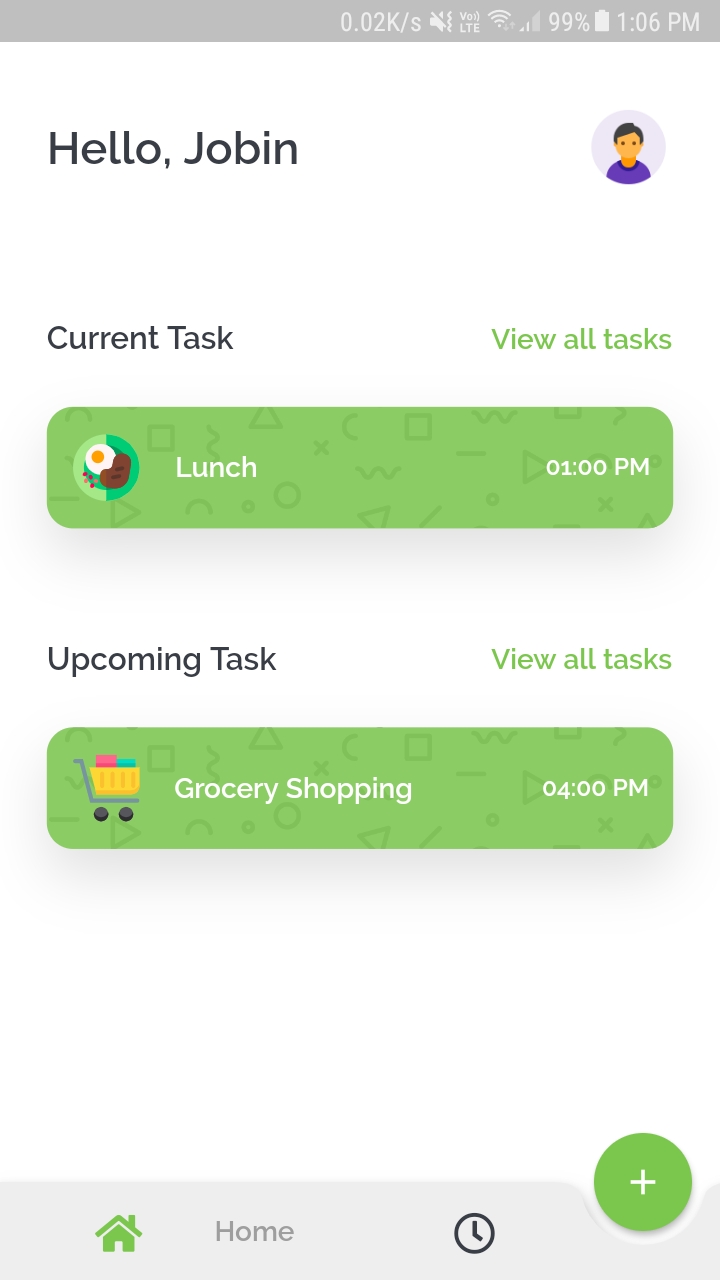 0.02K/s Vo)) LTE 99% 1:06 PM
Hello, Jobin
Current Task View all tasks
Lunch 01:00 PM
Upcoming Task View all tasks
Grocery Shopping 04:00 PM
+
Home